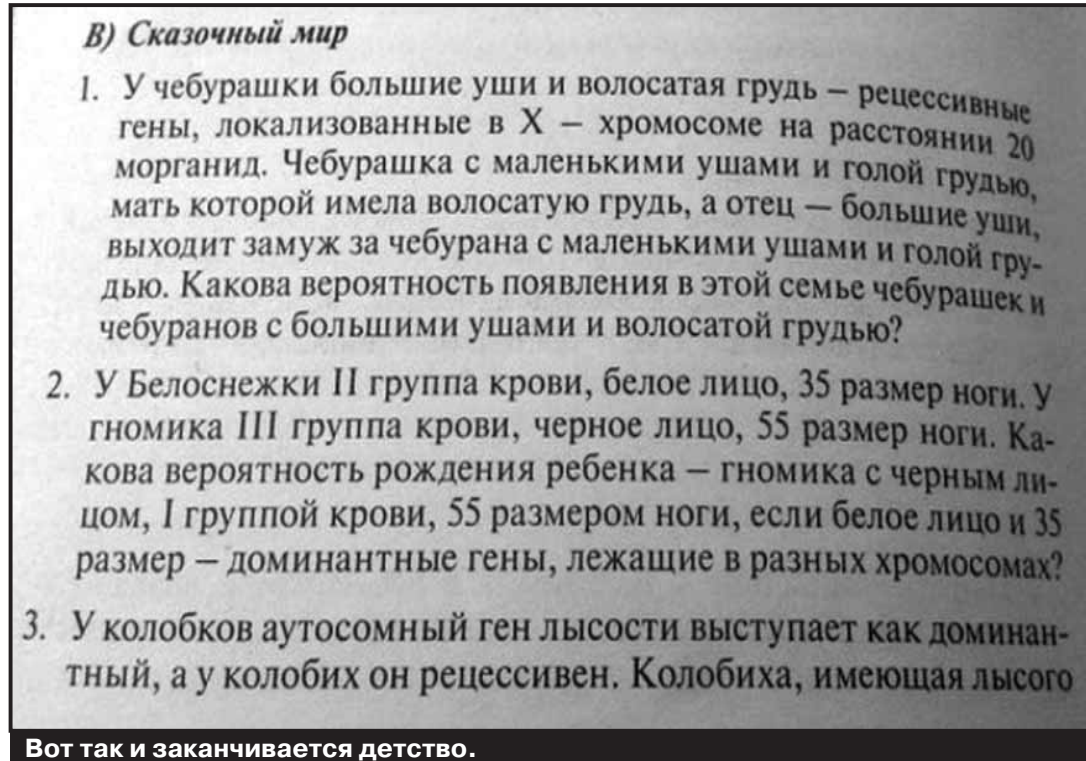 В) Сказочный мир
1. У чебурашки большие уши и волосатая грудь – рецессивные
гены, локализованные в X – хромосоме на расстоянии 20
морганид. Чебурашка с маленькими ушами и голой грудью,
мать которой имела волосатую грудь, а отец — большие уши,
выходит замуж за чебурана с маленькими ушами и голой гру-
дью. Какова вероятность появления в этой семье чебурашек и
чебуранов с большими ушами и волосатой грудью?
2. У Белоснежки II группа крови, белое лицо, 35 размер ноги. У
гномика III группа крови, черное лицо, 55 размер ноги. Ка-
кова вероятность рождения ребенка – гномика с черным ли-
цом, I группой крови, 55 размером ноги, если белое лицо и 35
размер – доминантные гены, лежащие в разных хромосомах?
3. У колобков аутосомный ген лысости выступает как доминан-
тный, а у колобих он рецессивен. Колобиха, имеющая лысого
Вот так и заканчивается детство.